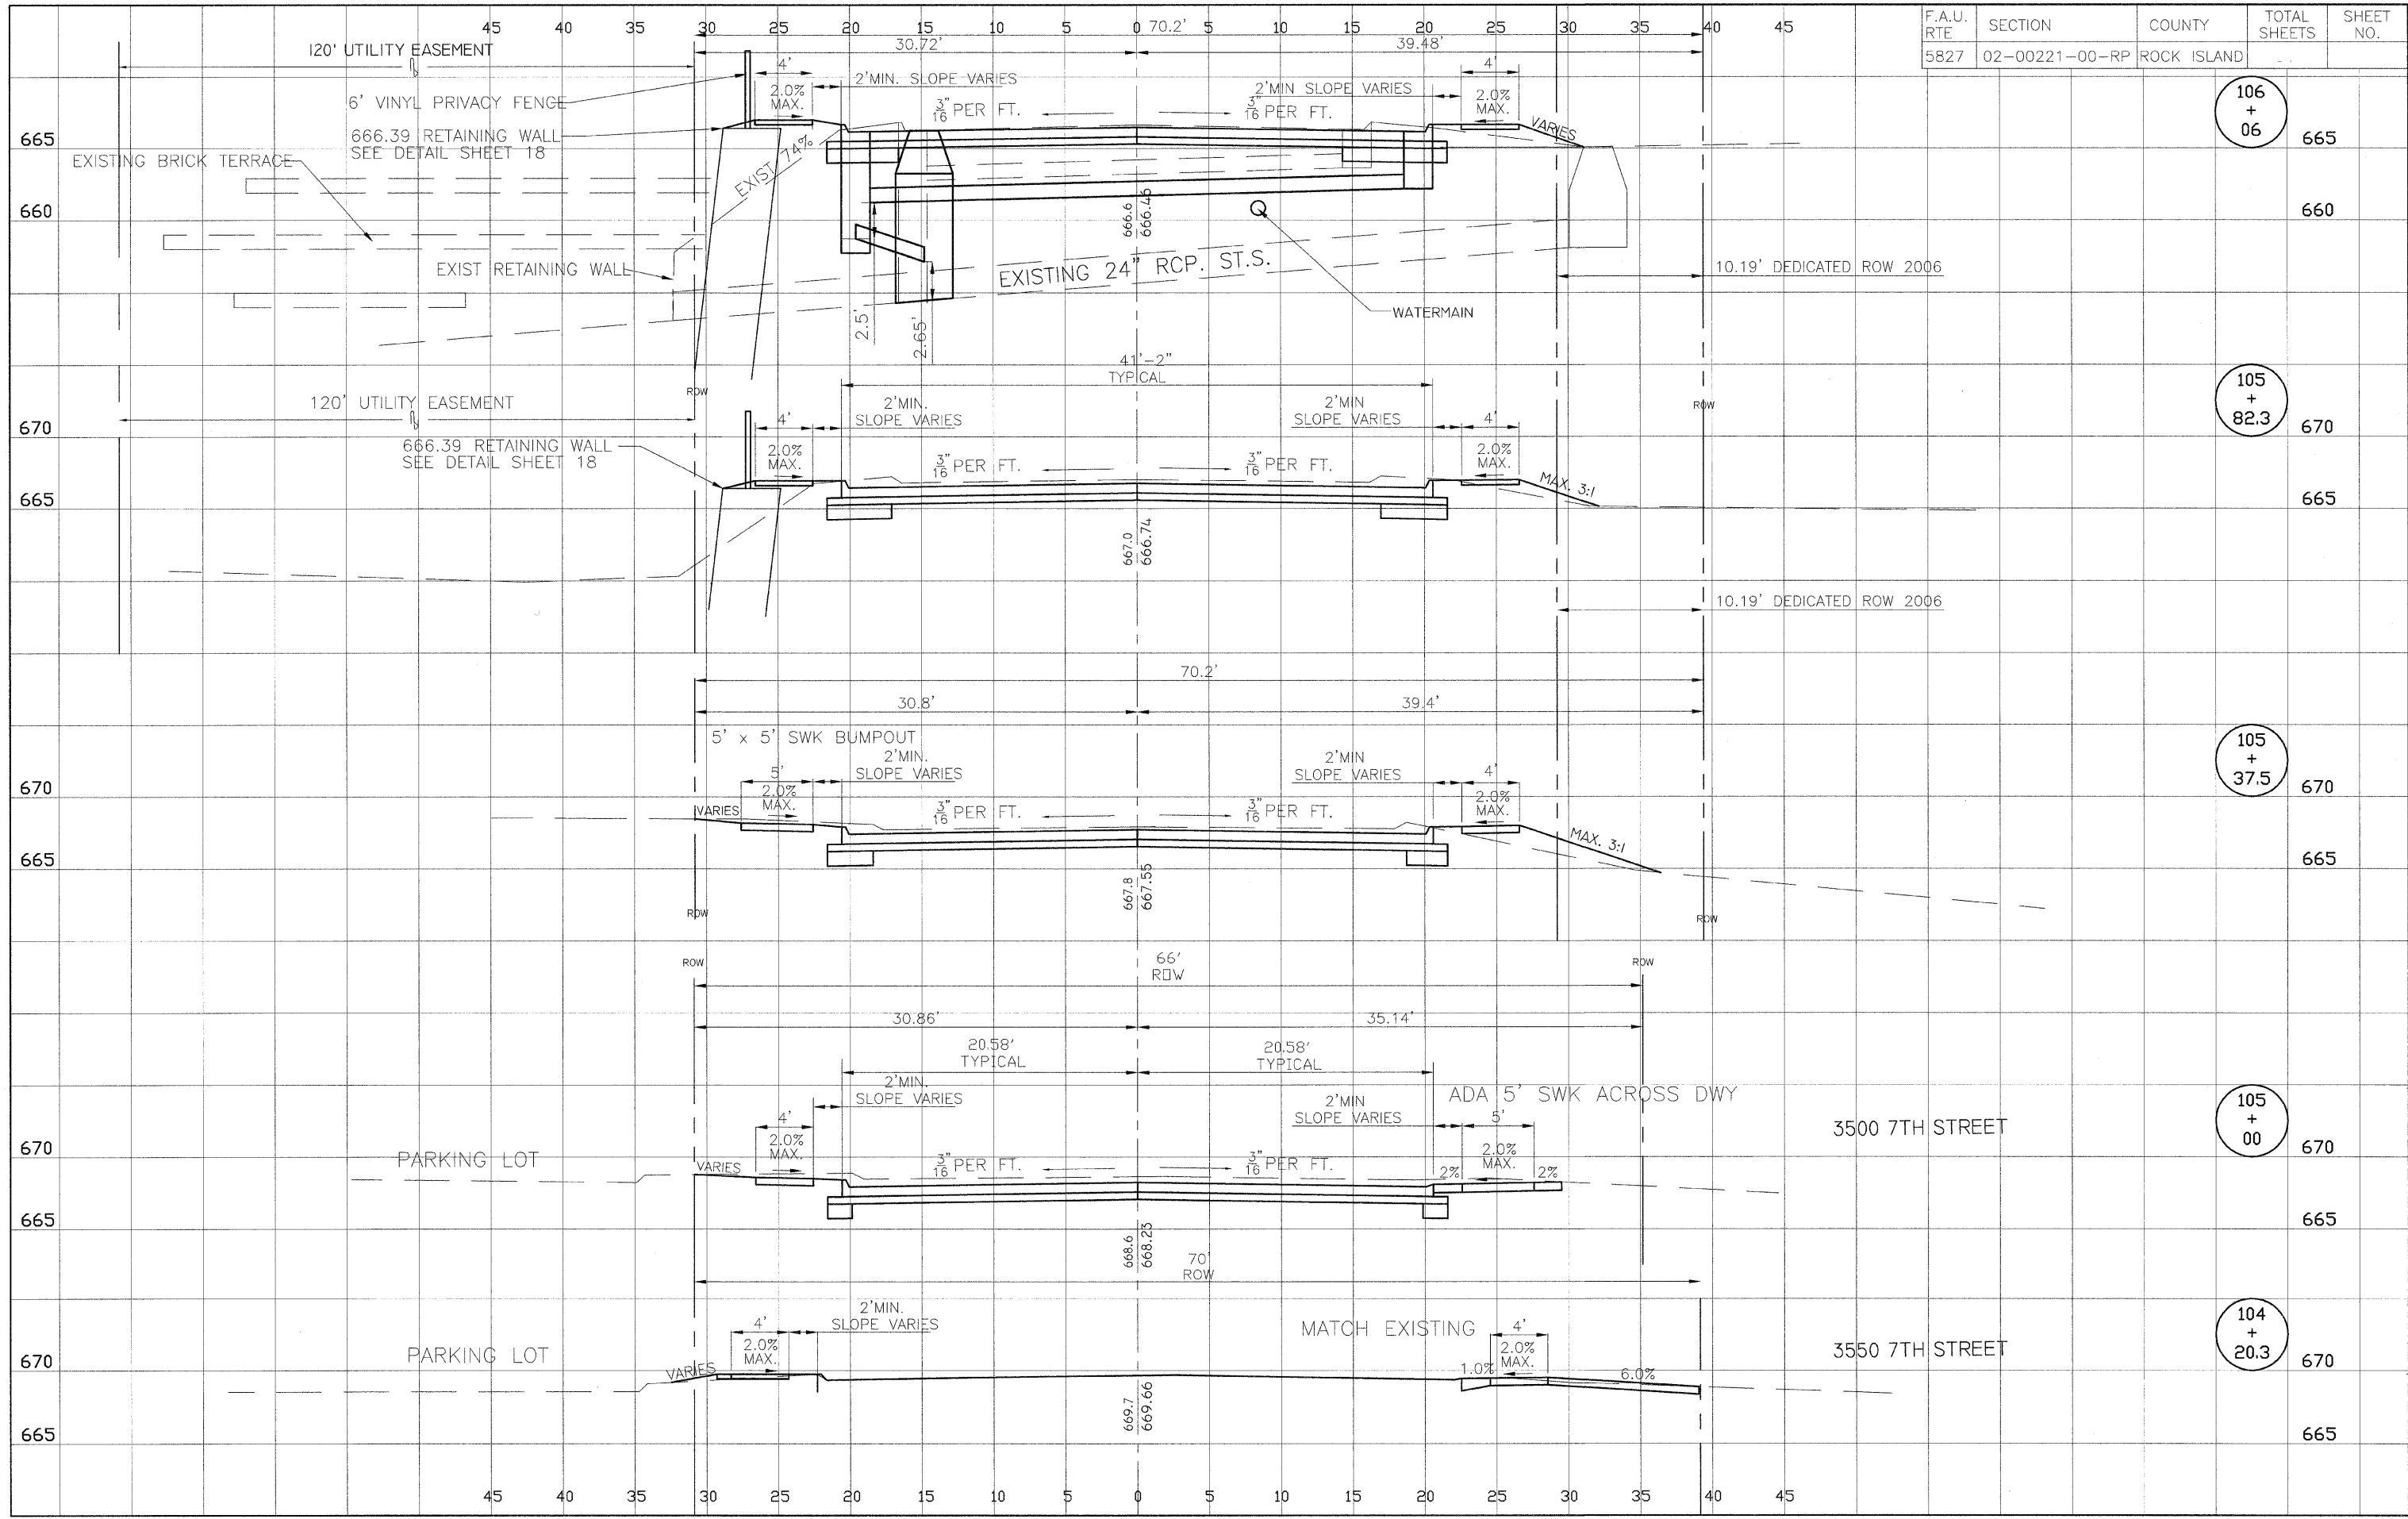 45 40 35 30 25 20 15 10 5 0 5 10 15 20 25 30 35 40 45
70.2'
30.72' 39.48'
F.A.U. RTE SECTION COUNTY TOTAL SHEETS SHEET NO.
5827 02-00221-00-RP ROCK ISLAND
120' UTILITY EASEMENT
4' 2'MIN. SLOPE VARIES
2.0% MAX.
3/16" PER FT.
3/16" PER FT.
2'MIN SLOPE VARIES
4'
2.0% MAX.
VARIES
6' VINYL PRIVACY FENCE
666.39 RETAINING WALL
SEE DETAIL SHEET 18
EXISTING BRICK TERRACE
EXIST 74%
106 + 06
665 665
660 660
666.6
666.46
EXIST RETAINING WALL
EXISTING 24" RCP. ST.S.
10.19' DEDICATED ROW 2006
WATERMAIN
2.5'
2.65'
41'-2"
TYPICAL
ROW ROW
120' UTILITY EASEMENT
4'
2'MIN.
SLOPE VARIES
2'MIN
SLOPE VARIES
4'
105 + 82.3
670 670
666.39 RETAINING WALL
SEE DETAIL SHEET 18
2.0% MAX.
3/16" PER FT.
3/16" PER FT.
2.0% MAX.
MAX. 3:1
665 665
667.0
666.74
10.19' DEDICATED ROW 2006
70.2'
30.8' 39.4'
5' x 5' SWK BUMPOUT
2'MIN.
SLOPE VARIES
2'MIN
SLOPE VARIES
5' 4'
105 + 37.5
670 670
VARIES
2.0% MAX.
3/16" PER FT.
3/16" PER FT.
2.0% MAX.
MAX. 3:1
665 665
667.8
667.55
ROW ROW
ROW
66'
ROW
ROW
30.86' 35.14'
20.58'
TYPICAL
20.58'
TYPICAL
2'MIN.
SLOPE VARIES
2'MIN
SLOPE VARIES
ADA 5' SWK ACROSS DWY
4' 5'
3500 7TH STREET
105 + 00
670 670
PARKING LOT
VARIES
2.0% MAX.
3/16" PER FT.
3/16" PER FT.
2%
2.0% MAX.
2%
665 665
668.6
668.23
70'
ROW
2'MIN.
SLOPE VARIES
4'
MATCH EXISTING
4'
3550 7TH STREET
104 + 20.3
670 670
PARKING LOT
VARIES
2.0% MAX.
1.0%
2.0% MAX.
6.0%
669.7
669.66
665 665
45 40 35 30 25 20 15 10 5 0 5 10 15 20 25 30 35 40 45